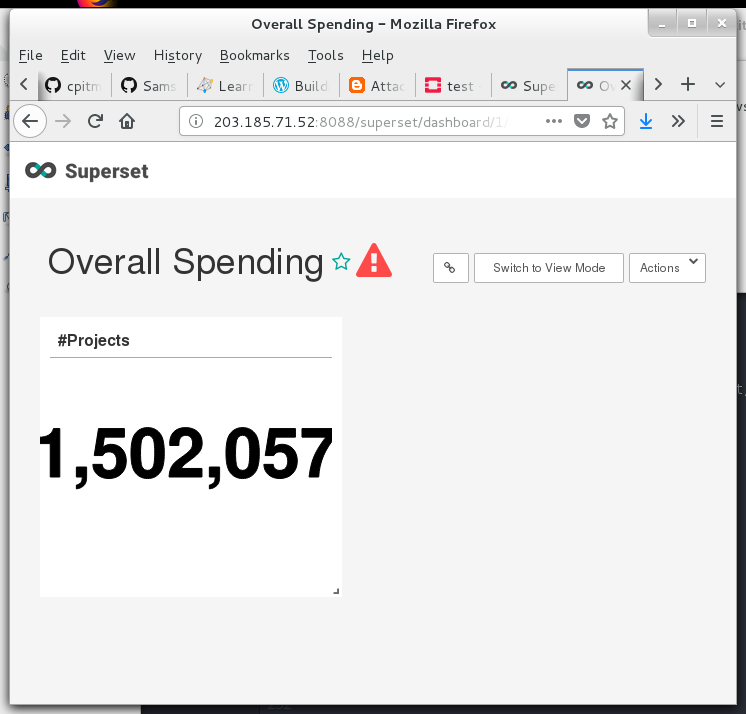 Overall Spending - Mozilla Firefox
File Edit View History Bookmarks Tools Help
cpitm Sams Learn Build Attac test Supe Ov
203.185.71.52:8088/superset/dashboard/1/
Superset
Overall Spending
Switch to View Mode Actions
#Projects
1,502,057